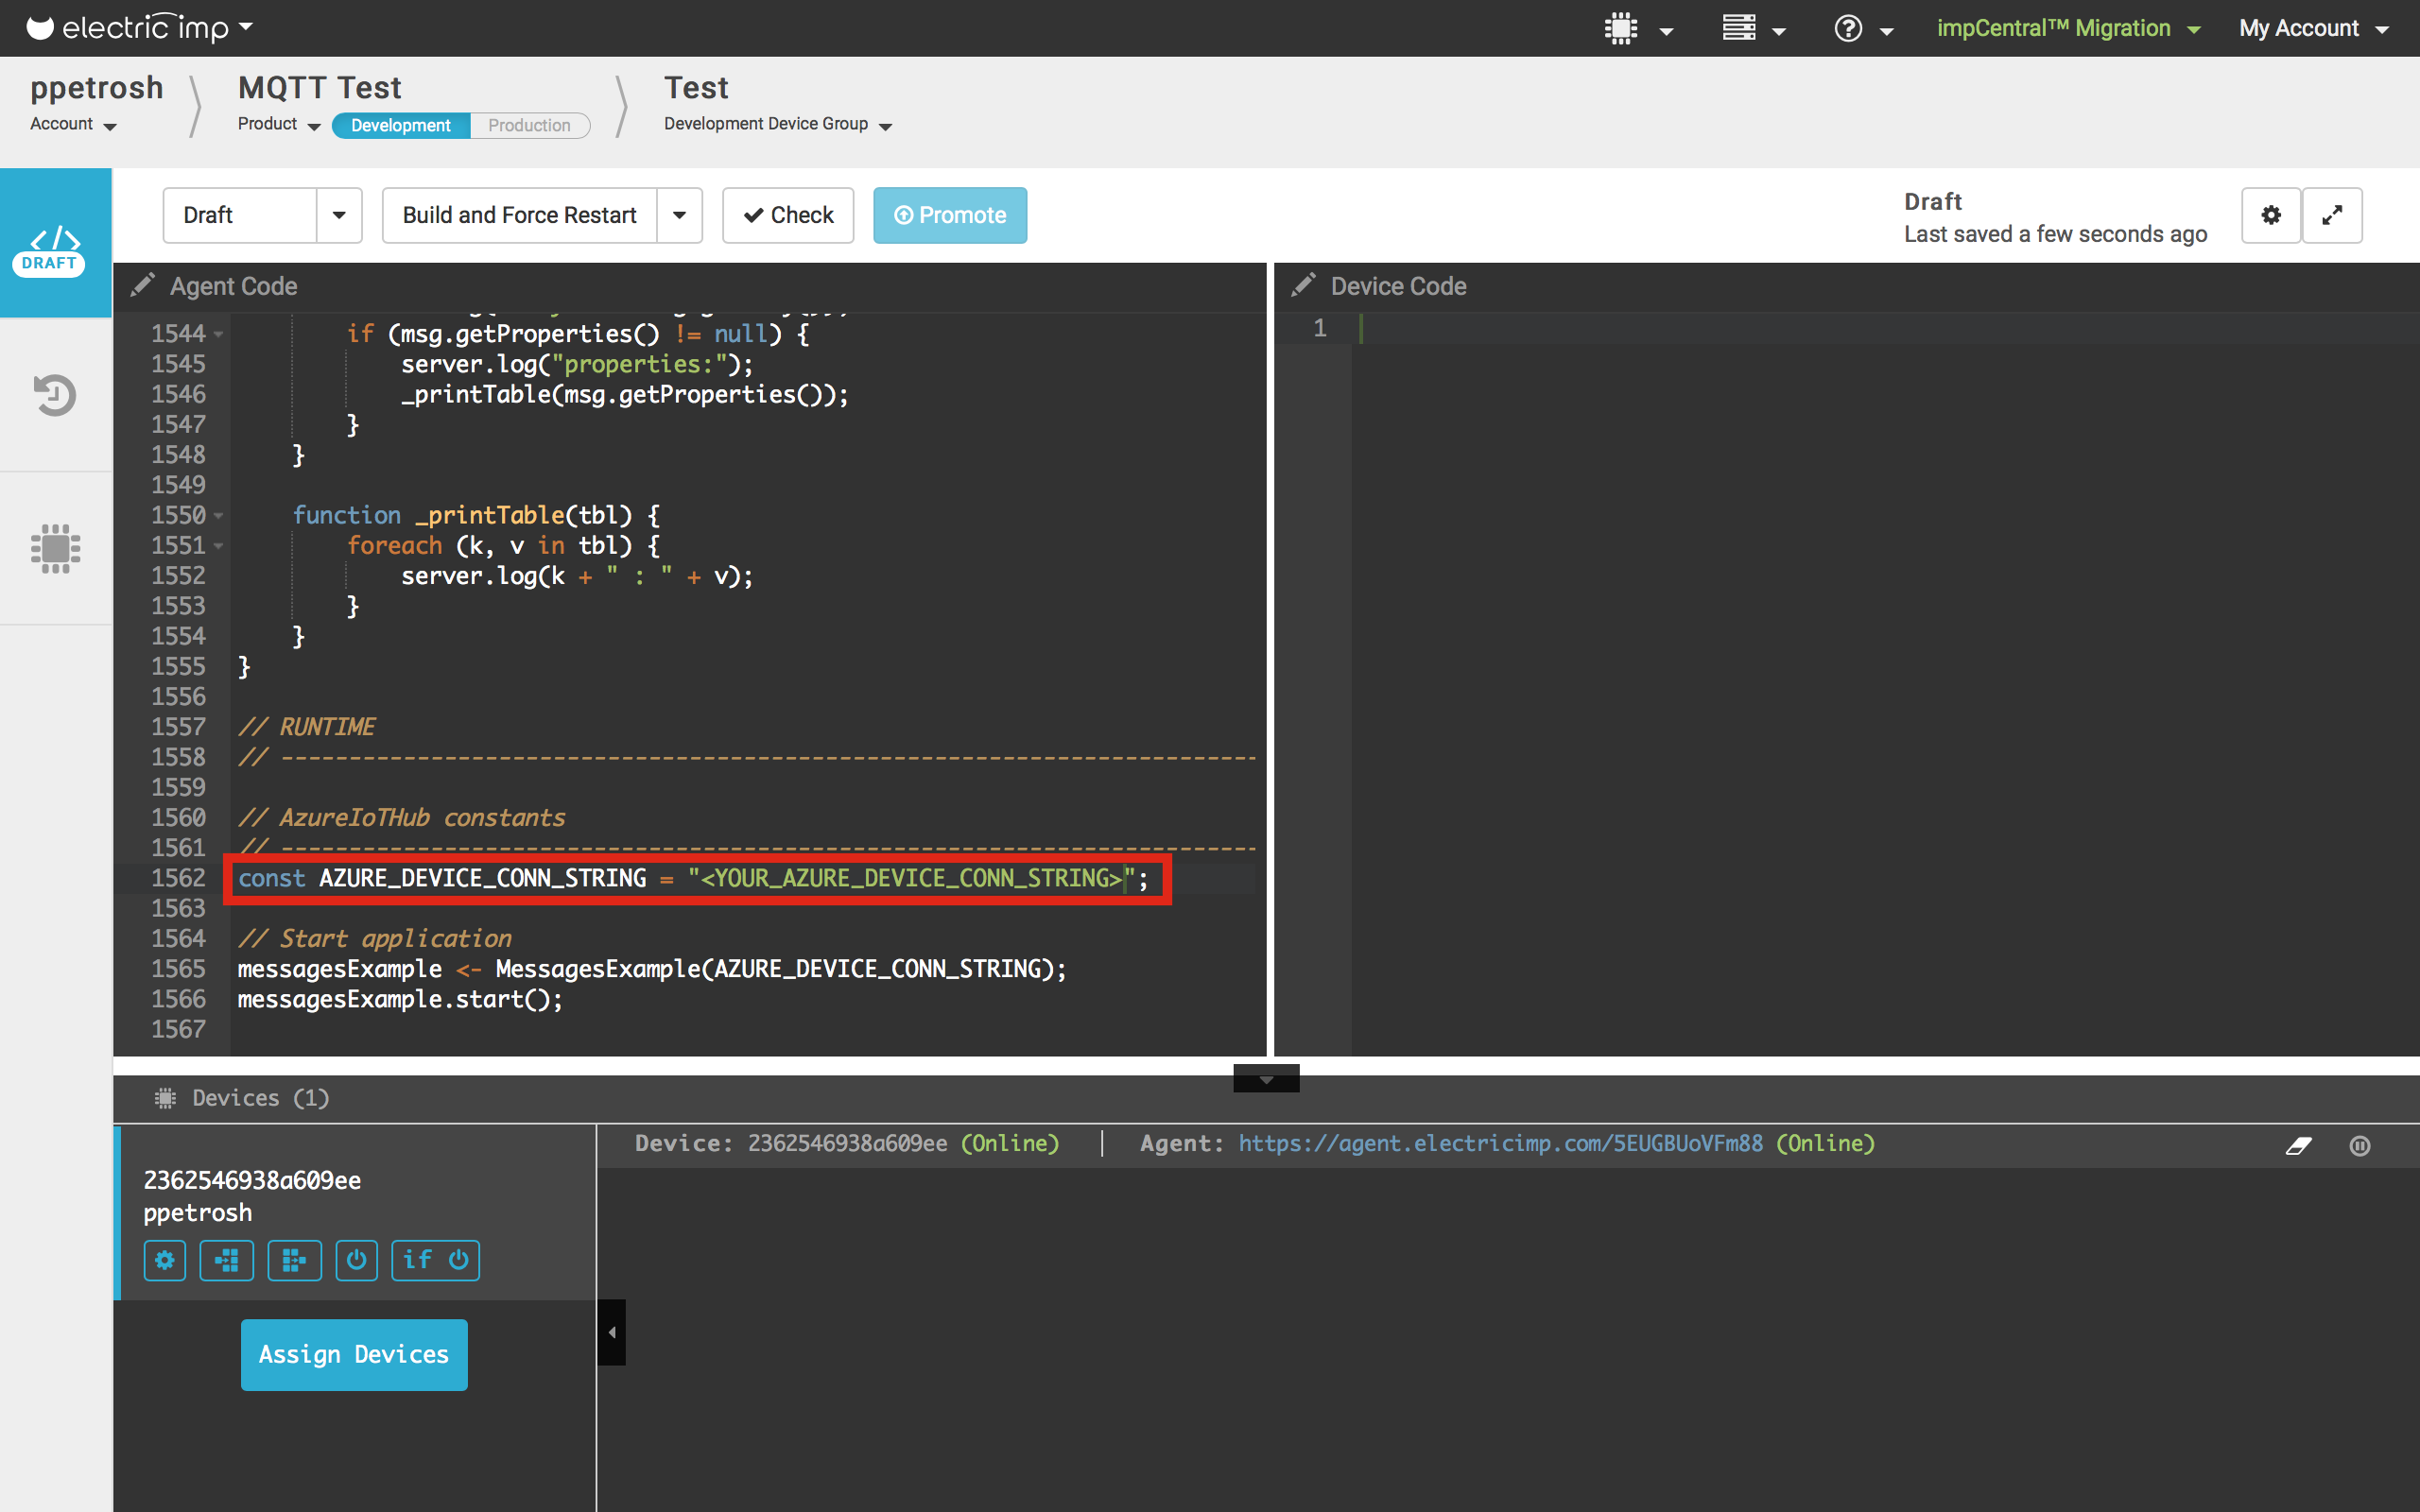 electric imp
impCentral™ Migration
My Account
ppetrosh
MQTT Test
Test
Account
Product
Development
Production
Development Device Group
DRAFT
Draft
Build and Force Restart
Check
Promote
Draft
Last saved a few seconds ago
Agent Code
1544 if (msg.getProperties() != null) {
1545 server.log("properties:");
1546 _printTable(msg.getProperties());
1547 }
1548 }
1549
1550 function _printTable(tbl) {
1551 foreach (k, v in tbl) {
1552 server.log(k + " : " + v);
1553 }
1554 }
1555 }
1556
1557 // RUNTIME
1558 // ------------------------------------------------------------------------
1559
1560 // AzureIoTHub constants
1561 // ------------------------------------------------------------------------
1562 const AZURE_DEVICE_CONN_STRING = "<YOUR_AZURE_DEVICE_CONN_STRING>";
1563
1564 // Start application
1565 messagesExample <- MessagesExample(AZURE_DEVICE_CONN_STRING);
1566 messagesExample.start();
1567
Device Code
1
Devices (1)
2362546938a609ee
ppetrosh
if
Assign Devices
Device: 2362546938a609ee (Online) | Agent: https://agent.electricimp.com/5EUGBUoVFm88 (Online)